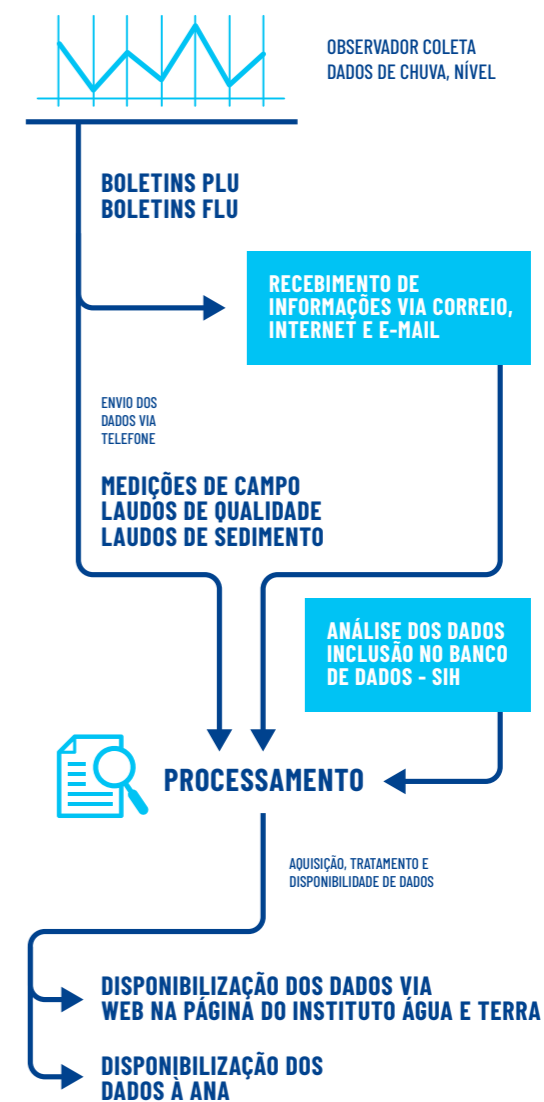 OBSERVADOR COLETA
DADOS DE CHUVA, NÍVEL
BOLETINS PLU
BOLETINS FLU
RECEBIMENTO DE
INFORMAÇÕES VIA CORREIO,
INTERNET E E-MAIL
ENVIO DOS
DADOS VIA
TELEFONE
MEDIÇÕES DE CAMPO
LAUDOS DE QUALIDADE
LAUDOS DE SEDIMENTO
ANÁLISE DOS DADOS
INCLUSÃO NO BANCO
DE DADOS - SIH
PROCESSAMENTO
AQUISIÇÃO, TRATAMENTO E
DISPONIBILIDADE DE DADOS
DISPONIBILIZAÇÃO DOS DADOS VIA
WEB NA PÁGINA DO INSTITUTO ÁGUA E TERRA
DISPONIBILIZAÇÃO DOS
DADOS À ANA